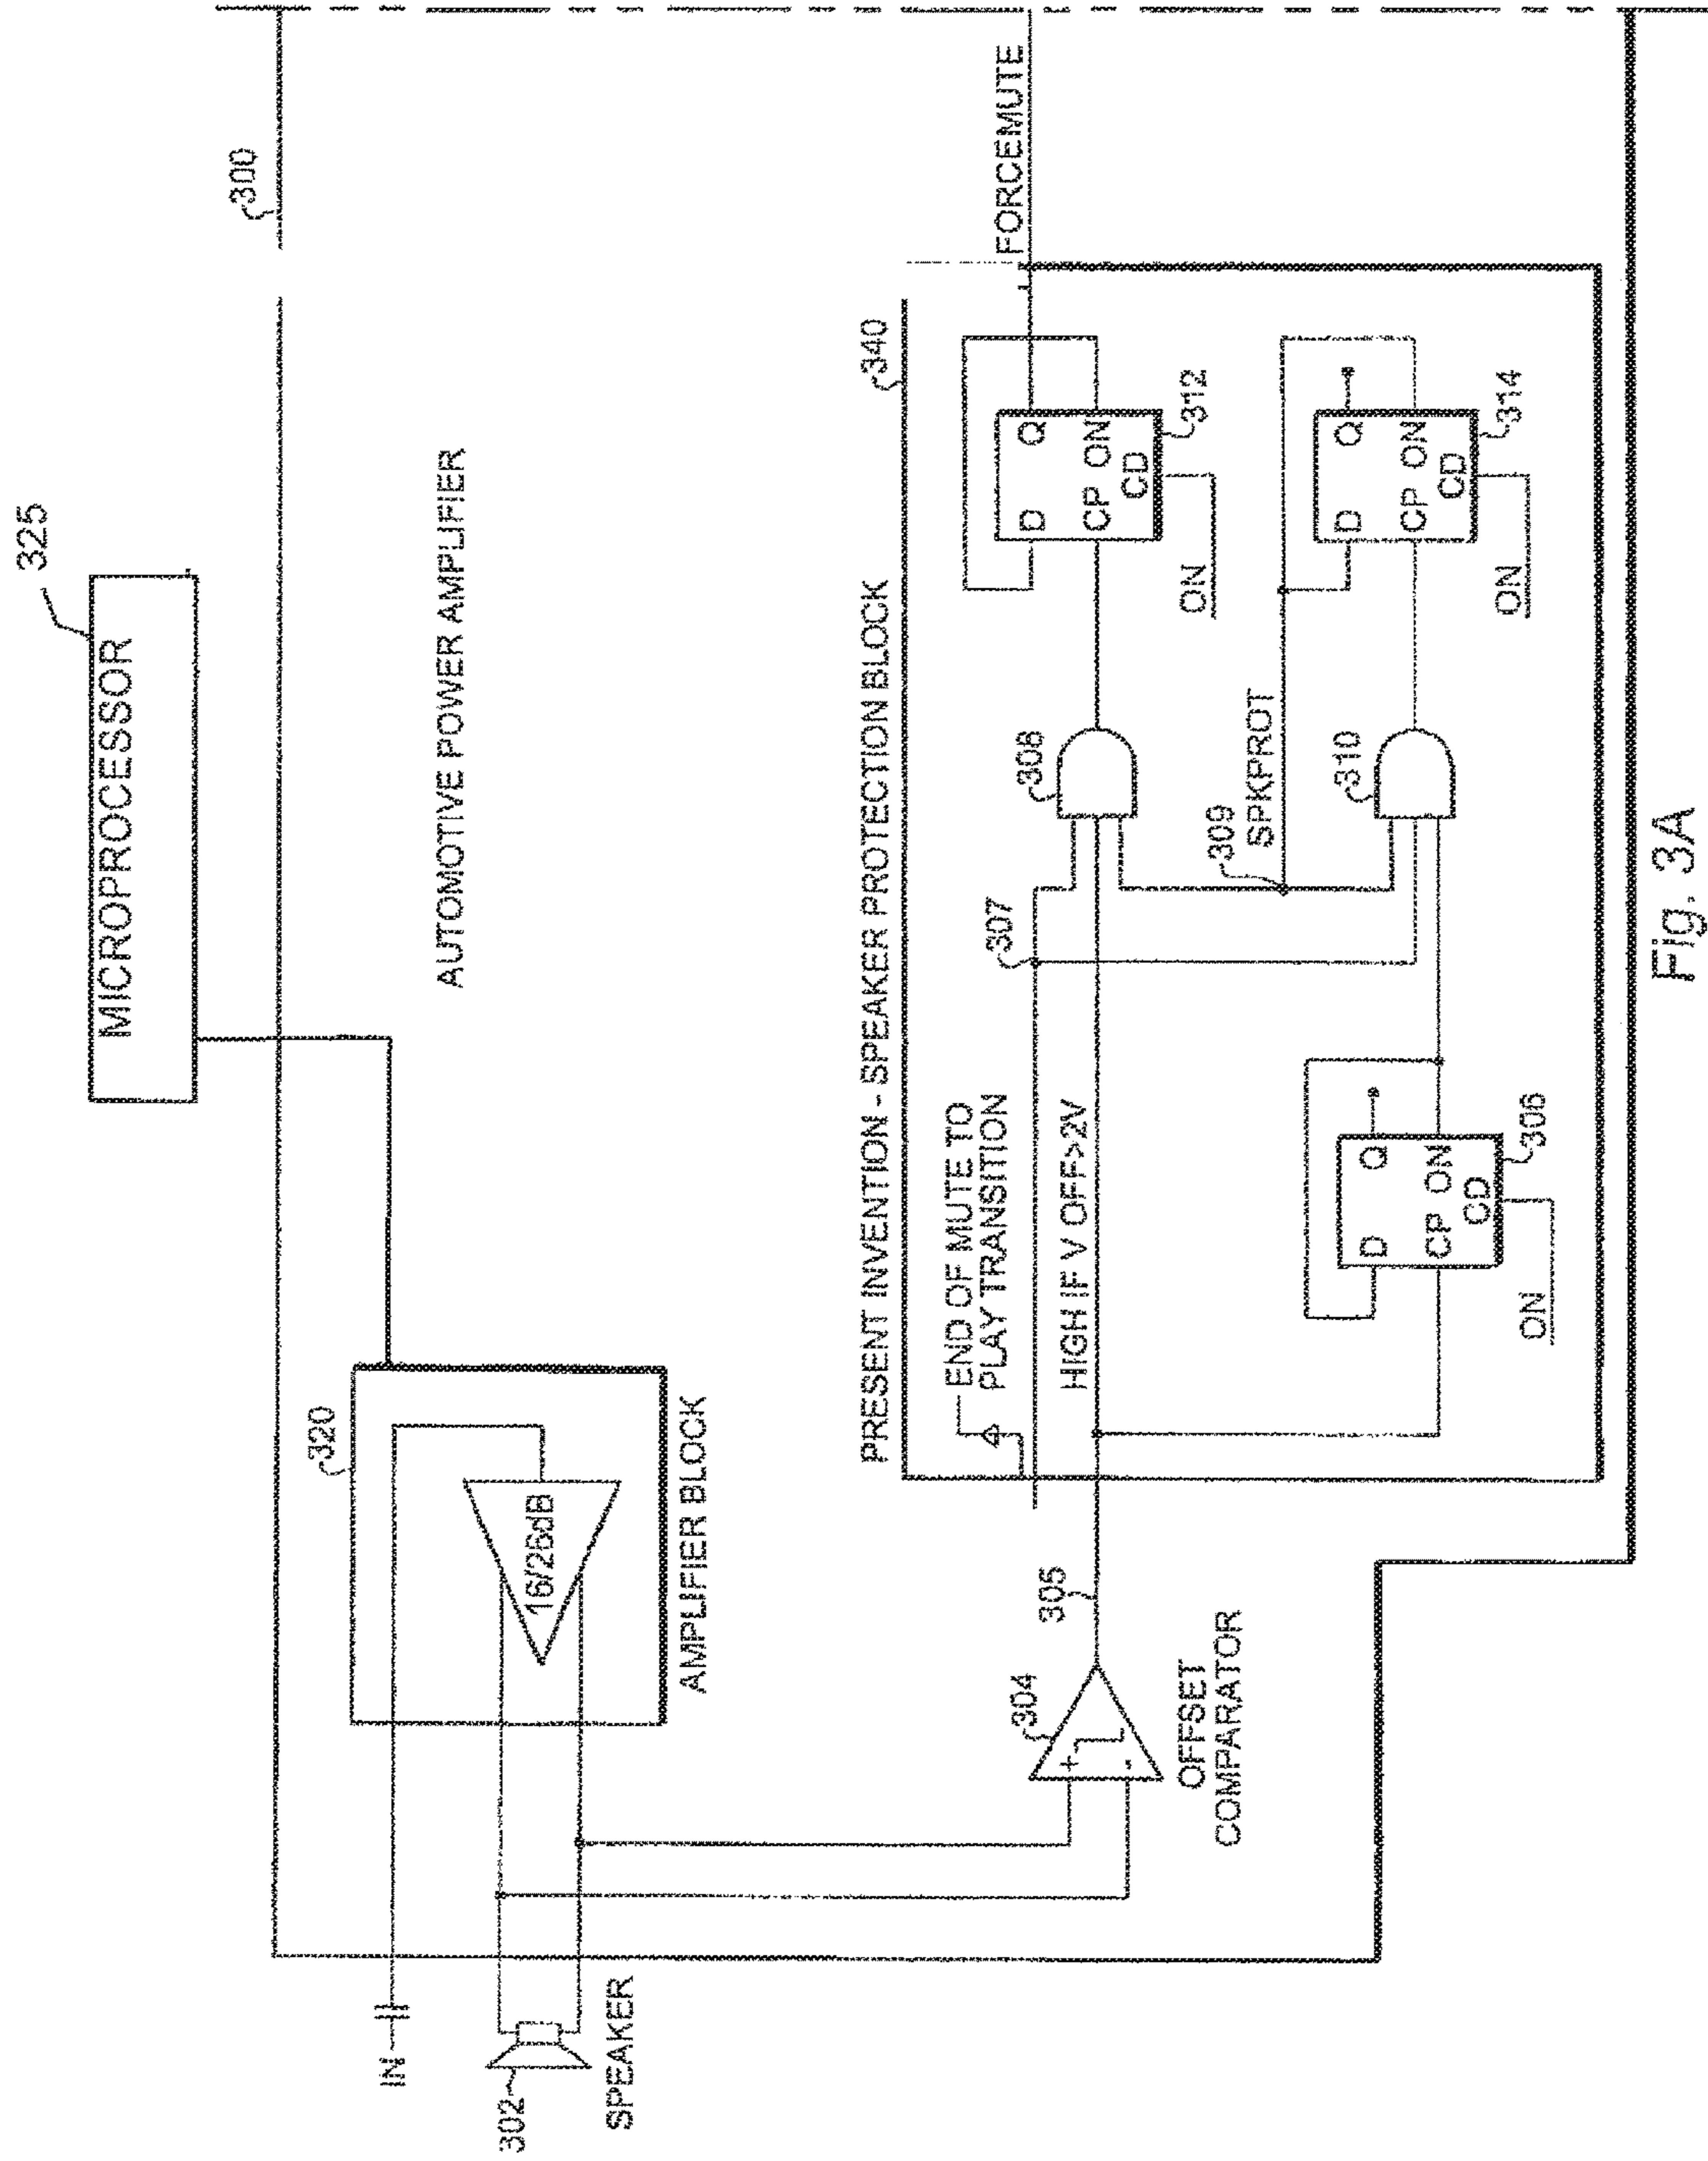 325
MICROPROCESSOR
300
AUTOMOTIVE POWER AMPLIFIER
320
16/26dB
AMPLIFIER BLOCK
IN
302
SPEAKER
304
+
-
305
OFFSET
COMPARATOR
340
PRESENT INVENTION - SPEAKER PROTECTION BLOCK
END OF MUTE TO
PLAY TRANSITION
HIGH IF V OFF>2V
307
308
309
SPKPROT
310
D Q
CP ON
CD
306
ON
D Q
CP ON
CD
312
ON
D Q
CP ON
CD
314
ON
FORCEMUTE
Fig. 3A